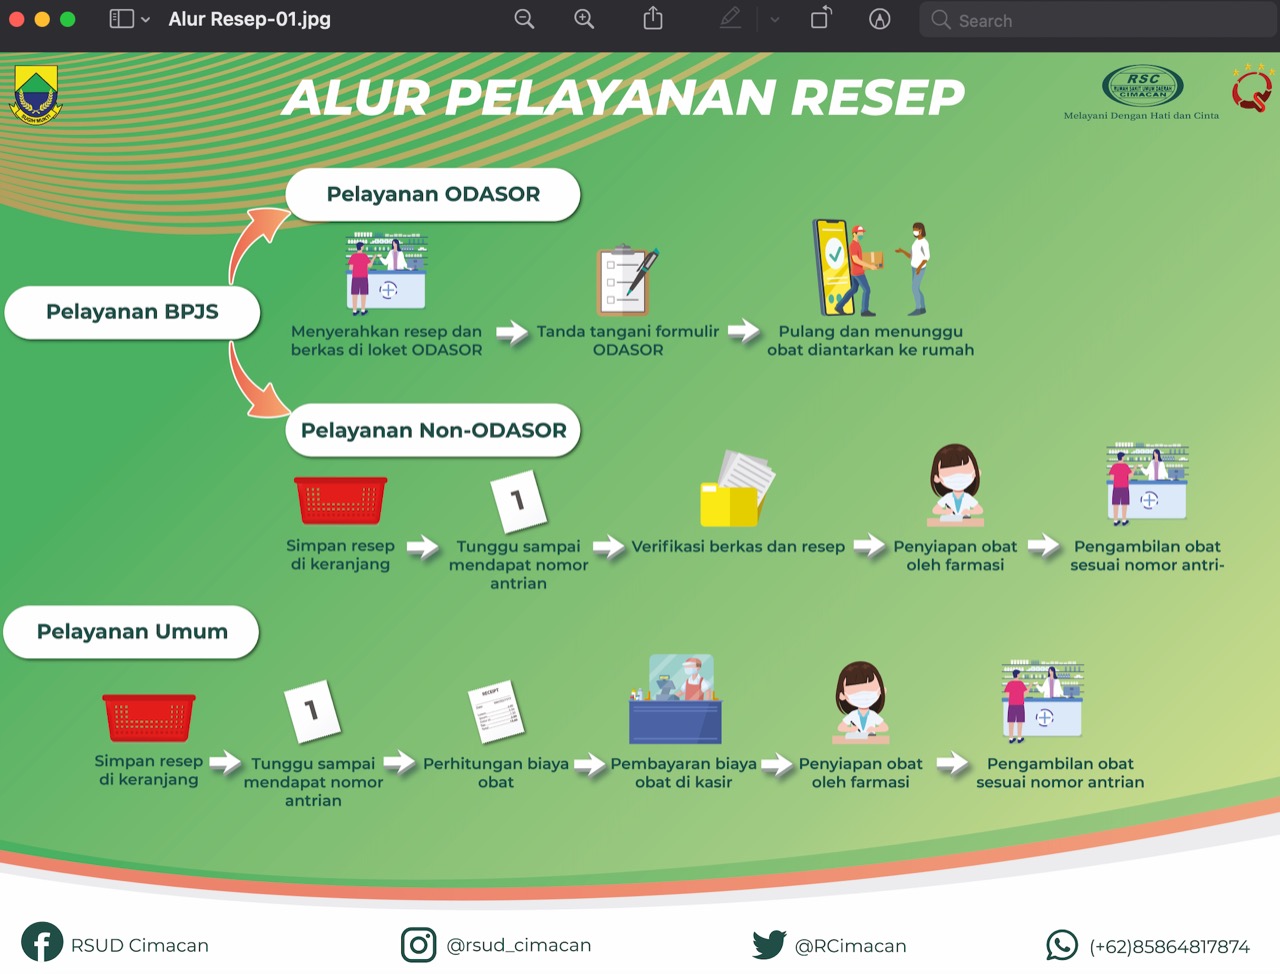 Alur Resep-01.jpg
Search
ALUR PELAYANAN RESEP
RSC
RUMAH SAKIT UMUM DAERAH
CIMACAN
Melayani Dengan Hati dan Cinta
SUGIH MUKTI
Pelayanan ODASOR
Pelayanan BPJS
Menyerahkan resep dan
berkas di loket ODASOR
Tanda tangani formulir
ODASOR
Pulang dan menunggu
obat diantarkan ke rumah
Pelayanan Non-ODASOR
1
Simpan resep
di keranjang
Tunggu sampai
mendapat nomor
antrian
Verifikasi berkas dan resep
Penyiapan obat
oleh farmasi
Pengambilan obat
sesuai nomor antri-
Pelayanan Umum
1
RECEIPT
Simpan resep
di keranjang
Tunggu sampai
mendapat nomor
antrian
Perhitungan biaya
obat
Pembayaran biaya
obat di kasir
Penyiapan obat
oleh farmasi
Pengambilan obat
sesuai nomor antrian
RSUD Cimacan
@rsud_cimacan
@RCimacan
(+62)85864817874